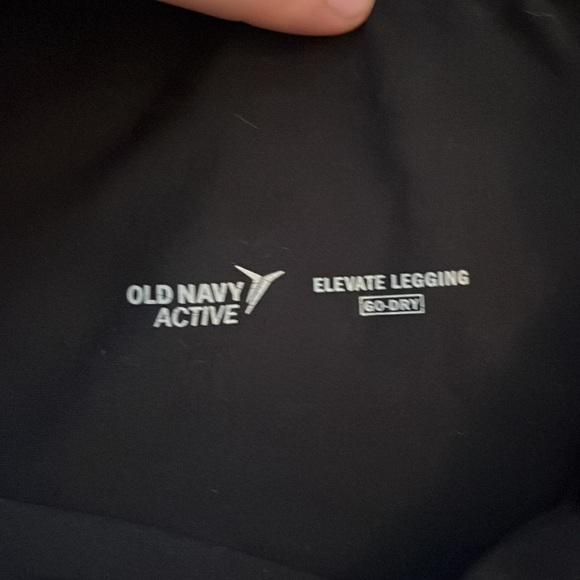 OLD NAVY
ACTIVE
ELEVATE LEGGING
GO-DRY